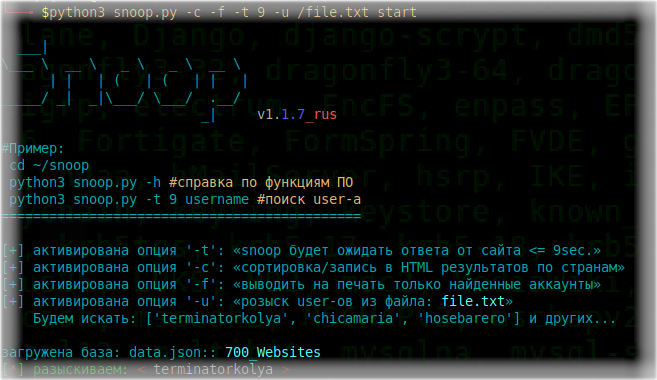 $python3 snoop.py -c -f -t 9 -u /file.txt start
v1.1.7_rus
#Пример:
cd ~/snoop
python3 snoop.py -h #справка по функциям ПО
python3 snoop.py -t 9 username #поиск user-a
=============================================
[+] активирована опция '-t': «snoop будет ожидать ответа от сайта <= 9sec.»
[+] активирована опция '-c': «сортировка/запись в HTML результатов по странам»
[+] активирована опция '-f': «выводить на печать только найденные аккаунты»
[+] активирована опция '-u': «розыск user-ов из файла: file.txt»
Будем искать: ['terminatorkolya', 'chicamaria', 'hosebarero'] и других...
загружена база: data.json:: 700_Websites
[*] разыскиваем: < terminatorkolya >